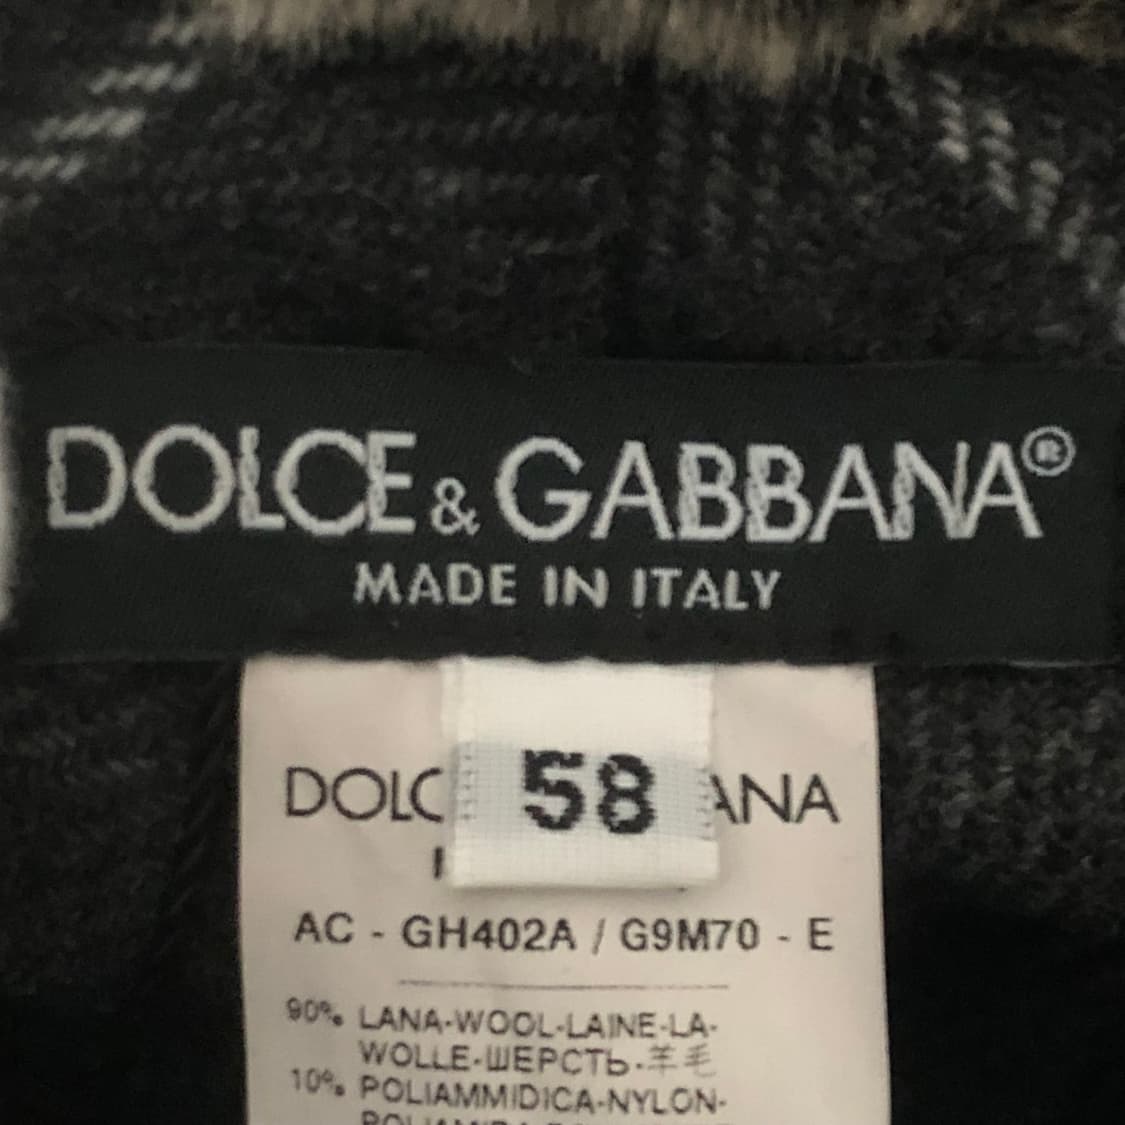 DOLCE & GABBANA®
MADE IN ITALY
58
DOLC ANA
AC - GH402A / G9M70 - E
90% LANA-WOOL-LAINE-LA-
WOLLE-ШЕРСТЬ-羊毛
10% POLIAMMIDICA-NYLON-